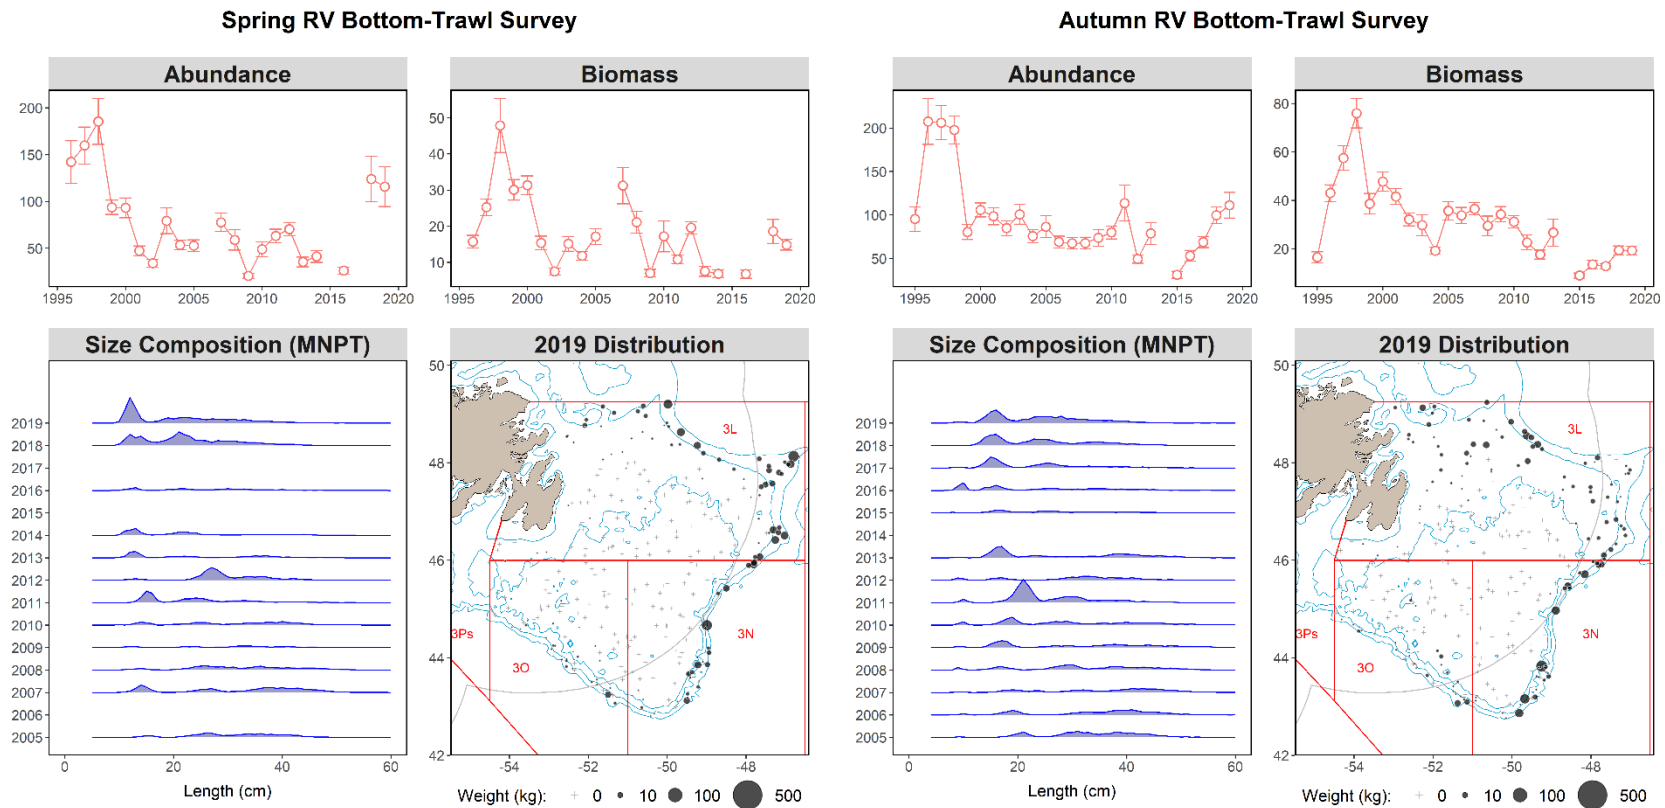 Spring RV Bottom-Trawl Survey
Autumn RV Bottom-Trawl Survey
Abundance
Biomass
Abundance
Biomass
200
150
100
50
1995 2000 2005 2010 2015 2020
50
40
30
20
10
1995 2000 2005 2010 2015 2020
200
150
100
50
1995 2000 2005 2010 2015 2020
80
60
40
20
1995 2000 2005 2010 2015 2020
Size Composition (MNPT)
2019 Distribution
Size Composition (MNPT)
2019 Distribution
2019
2018
2017
2016
2015
2014
2013
2012
2011
2010
2009
2008
2007
2006
2005
0 20 40 60
Length (cm)
50
48
46
44
42
3L
3Ps
3O
3N
-54 -52 -50 -48
Weight (kg): 0 10 100 500
2019
2018
2017
2016
2015
2014
2013
2012
2011
2010
2009
2008
2007
2006
2005
0 20 40 60
Length (cm)
50
48
46
44
42
3L
3Ps
3O
3N
-54 -52 -50 -48
Weight (kg): 0 10 100 500